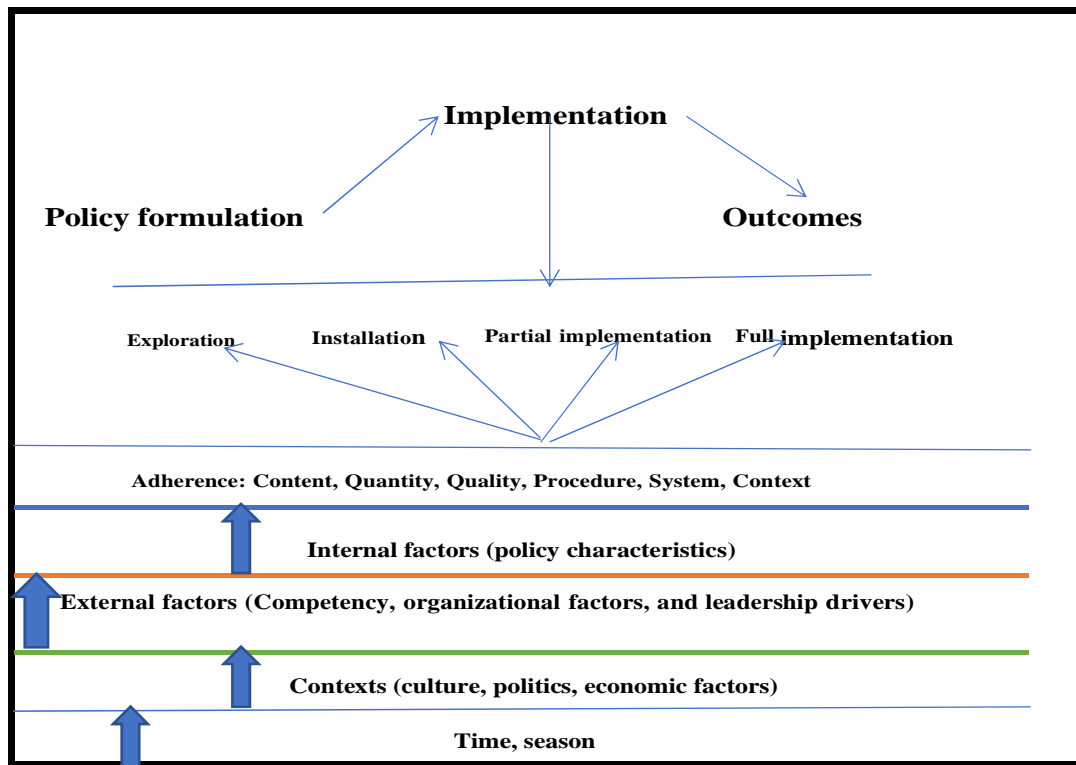 Implementation
Policy formulation
Outcomes
Exploration
Installation
Partial implementation
Full implementation
Adherence: Content, Quantity, Quality, Procedure, System, Context
Internal factors (policy characteristics)
External factors (Competency, organizational factors, and leadership drivers)
Contexts (culture, politics, economic factors)
Time, season